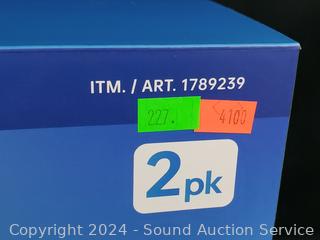 ITM. / ART. 1789239
227. 4100
2pk
Copyright 2024 - Sound Auction Service